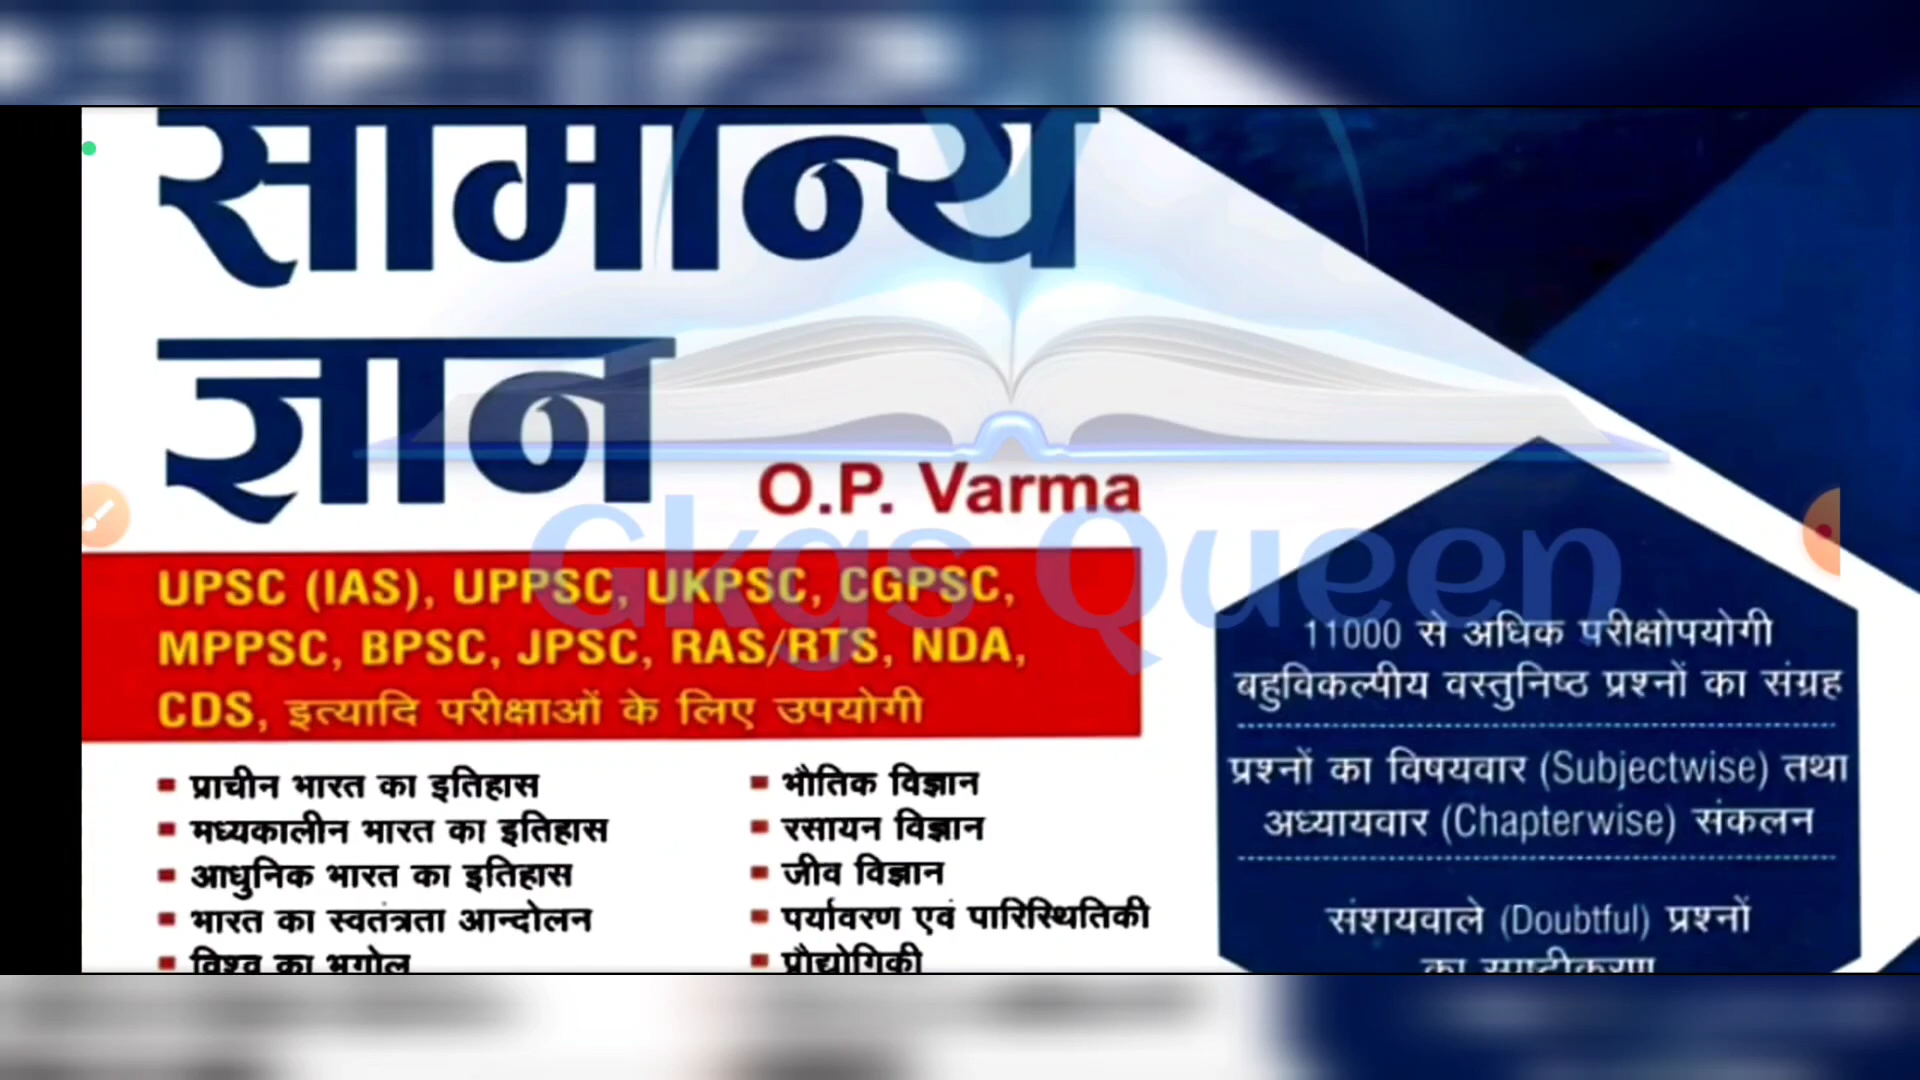 सामान्य
ज्ञान
O.P. Varma
Gkgs Queen
UPSC (IAS), UPPSC, UKPSC, CGPSC,
MPPSC, BPSC, JPSC, RAS/RTS, NDA,
CDS, इत्यादि परीक्षाओं के लिए उपयोगी
▪ प्राचीन भारत का इतिहास
▪ मध्यकालीन भारत का इतिहास
▪ आधुनिक भारत का इतिहास
▪ भारत का स्वतंत्रता आन्दोलन
▪ विश्व का भूगोल
▪ भौतिक विज्ञान
▪ रसायन विज्ञान
▪ जीव विज्ञान
▪ पर्यावरण एवं पारिस्थितिकी
▪ प्रौद्योगिकी
11000 से अधिक परीक्षोपयोगी
बहुविकल्पीय वस्तुनिष्ठ प्रश्नों का संग्रह
प्रश्नों का विषयवार (Subjectwise) तथा
अध्यायवार (Chapterwise) संकलन
संशयवाले (Doubtful) प्रश्नों
का स्पष्टीकरण